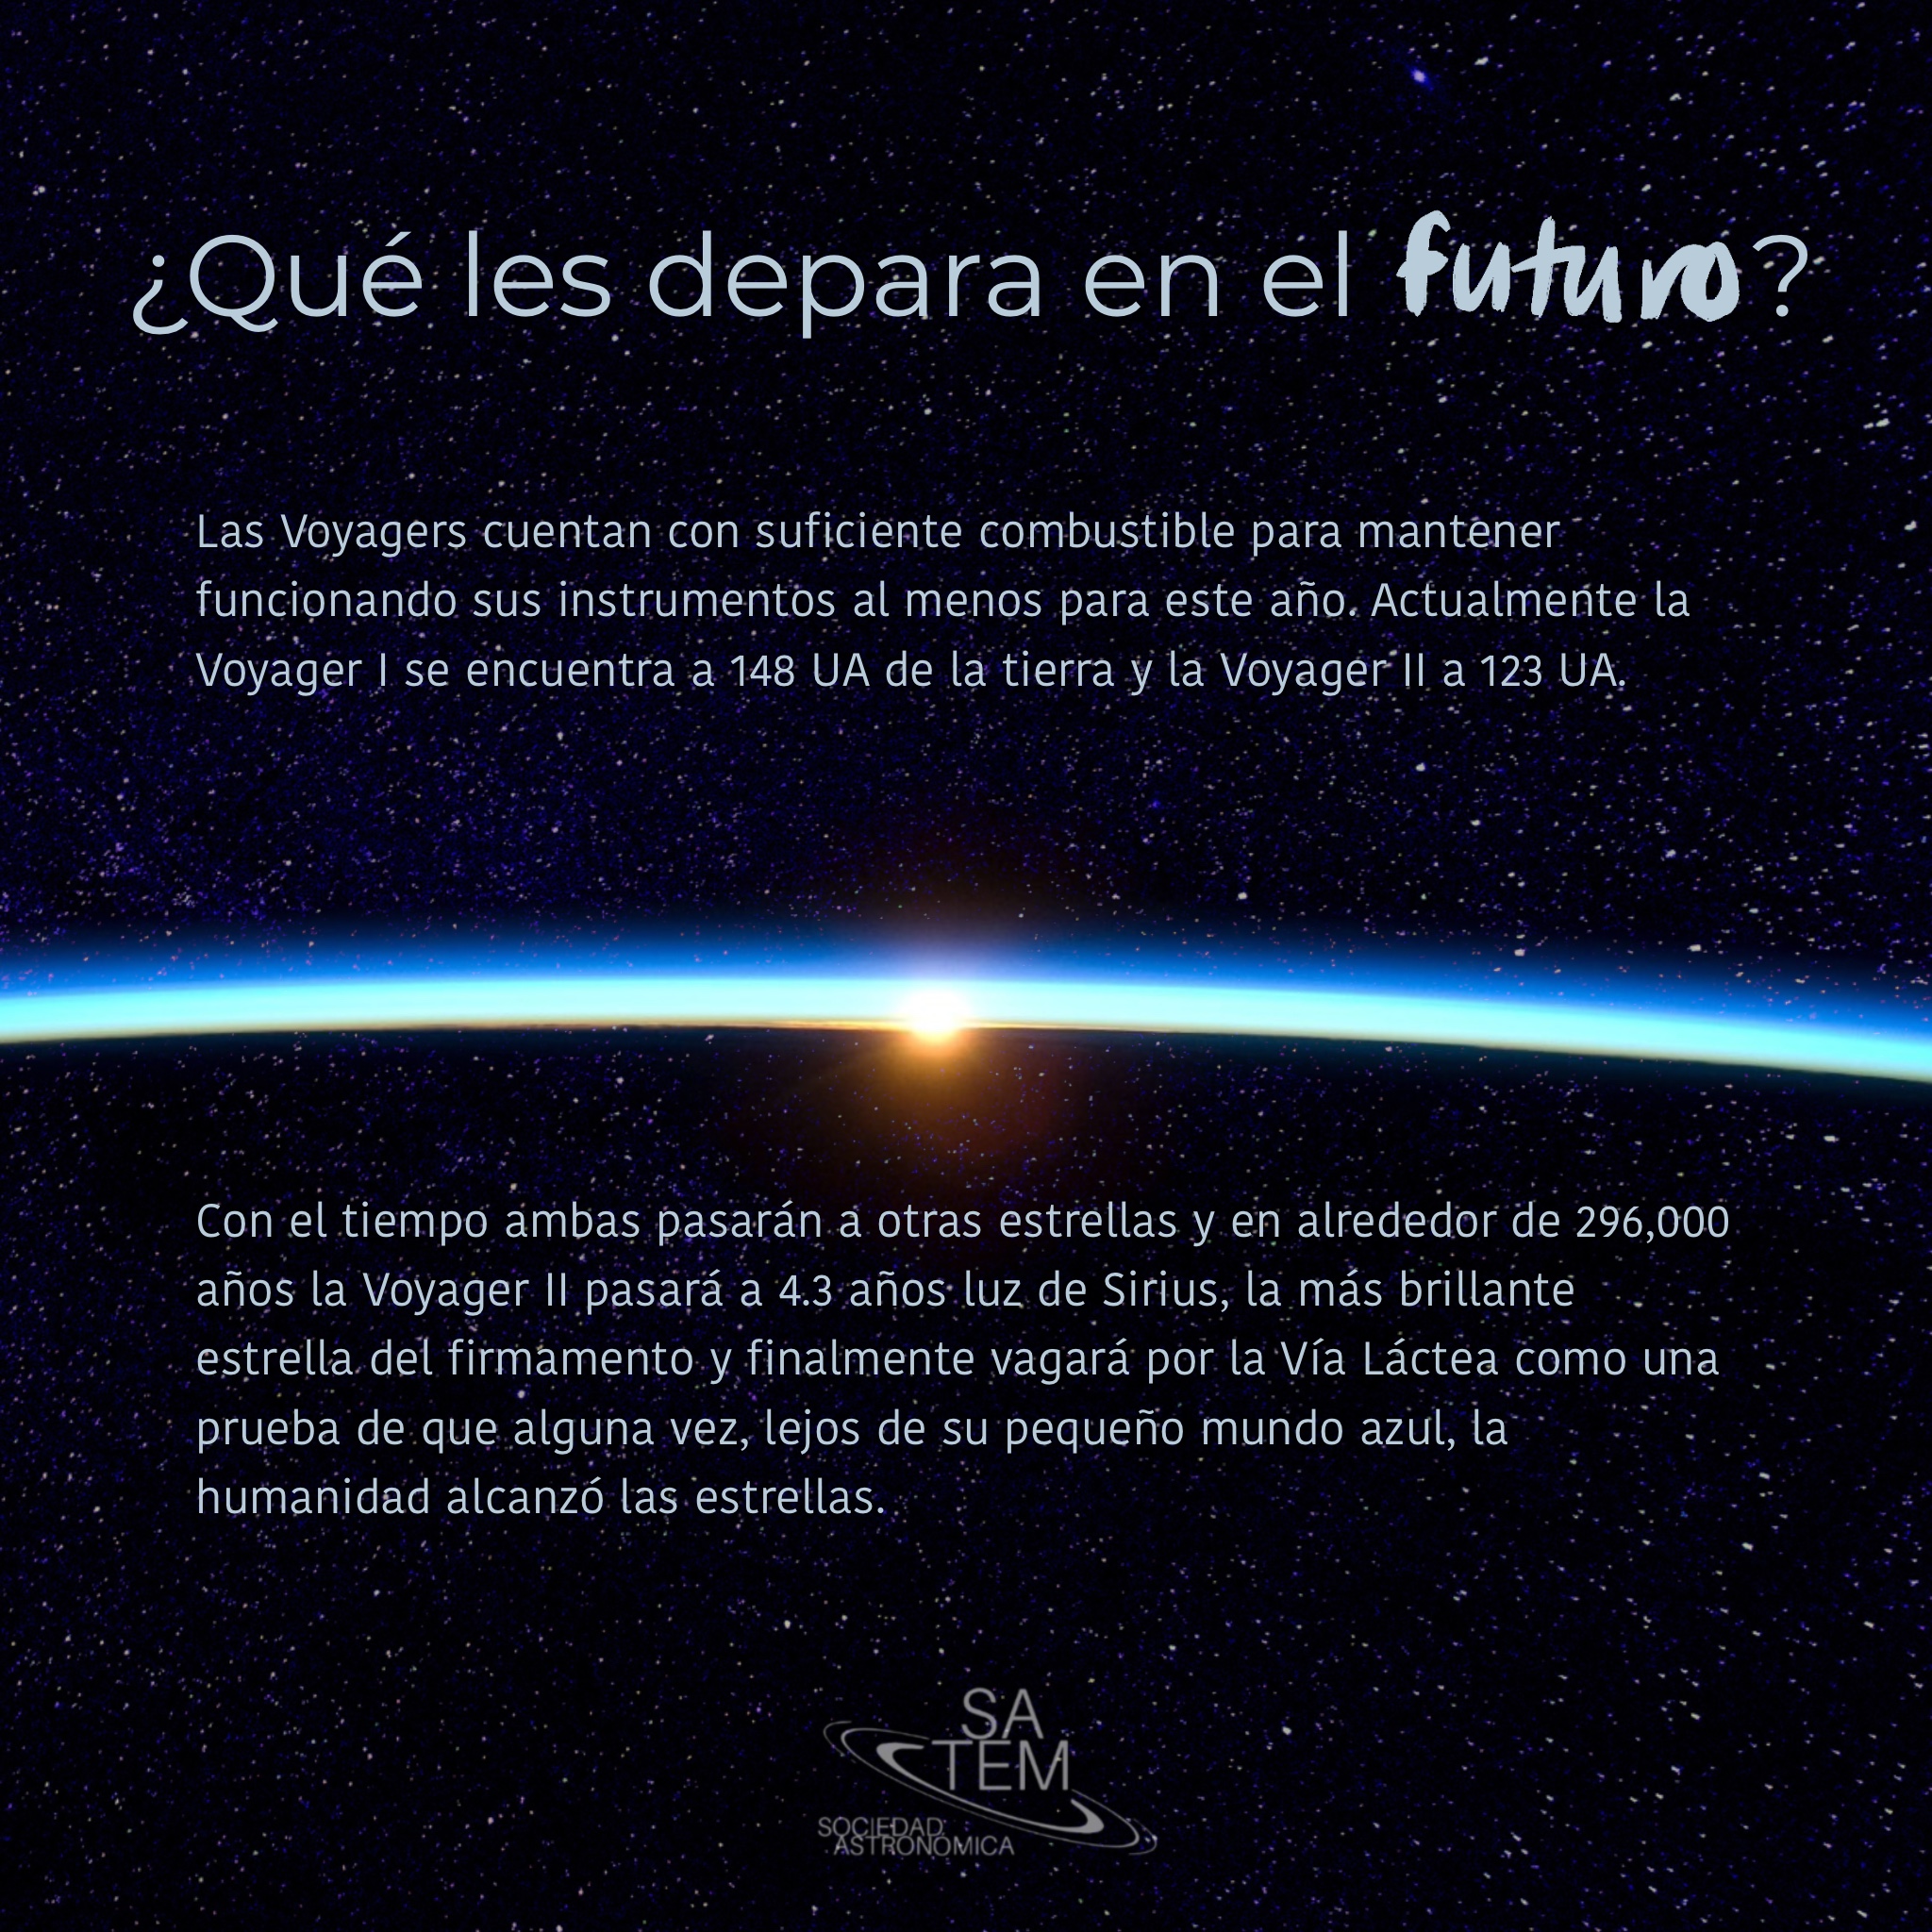 ¿Qué les depara en el futuro?
Las Voyagers cuentan con suficiente combustible para mantener
funcionando sus instrumentos al menos para este año. Actualmente la
Voyager I se encuentra a 148 UA de la tierra y la Voyager II a 123 UA.
Con el tiempo ambas pasarán a otras estrellas y en alrededor de 296,000
años la Voyager II pasará a 4.3 años luz de Sirius, la más brillante
estrella del firmamento y finalmente vagará por la Vía Láctea como una
prueba de que alguna vez, lejos de su pequeño mundo azul, la
humanidad alcanzó las estrellas.
SA
TEM
SOCIEDAD
ASTRONÓMICA